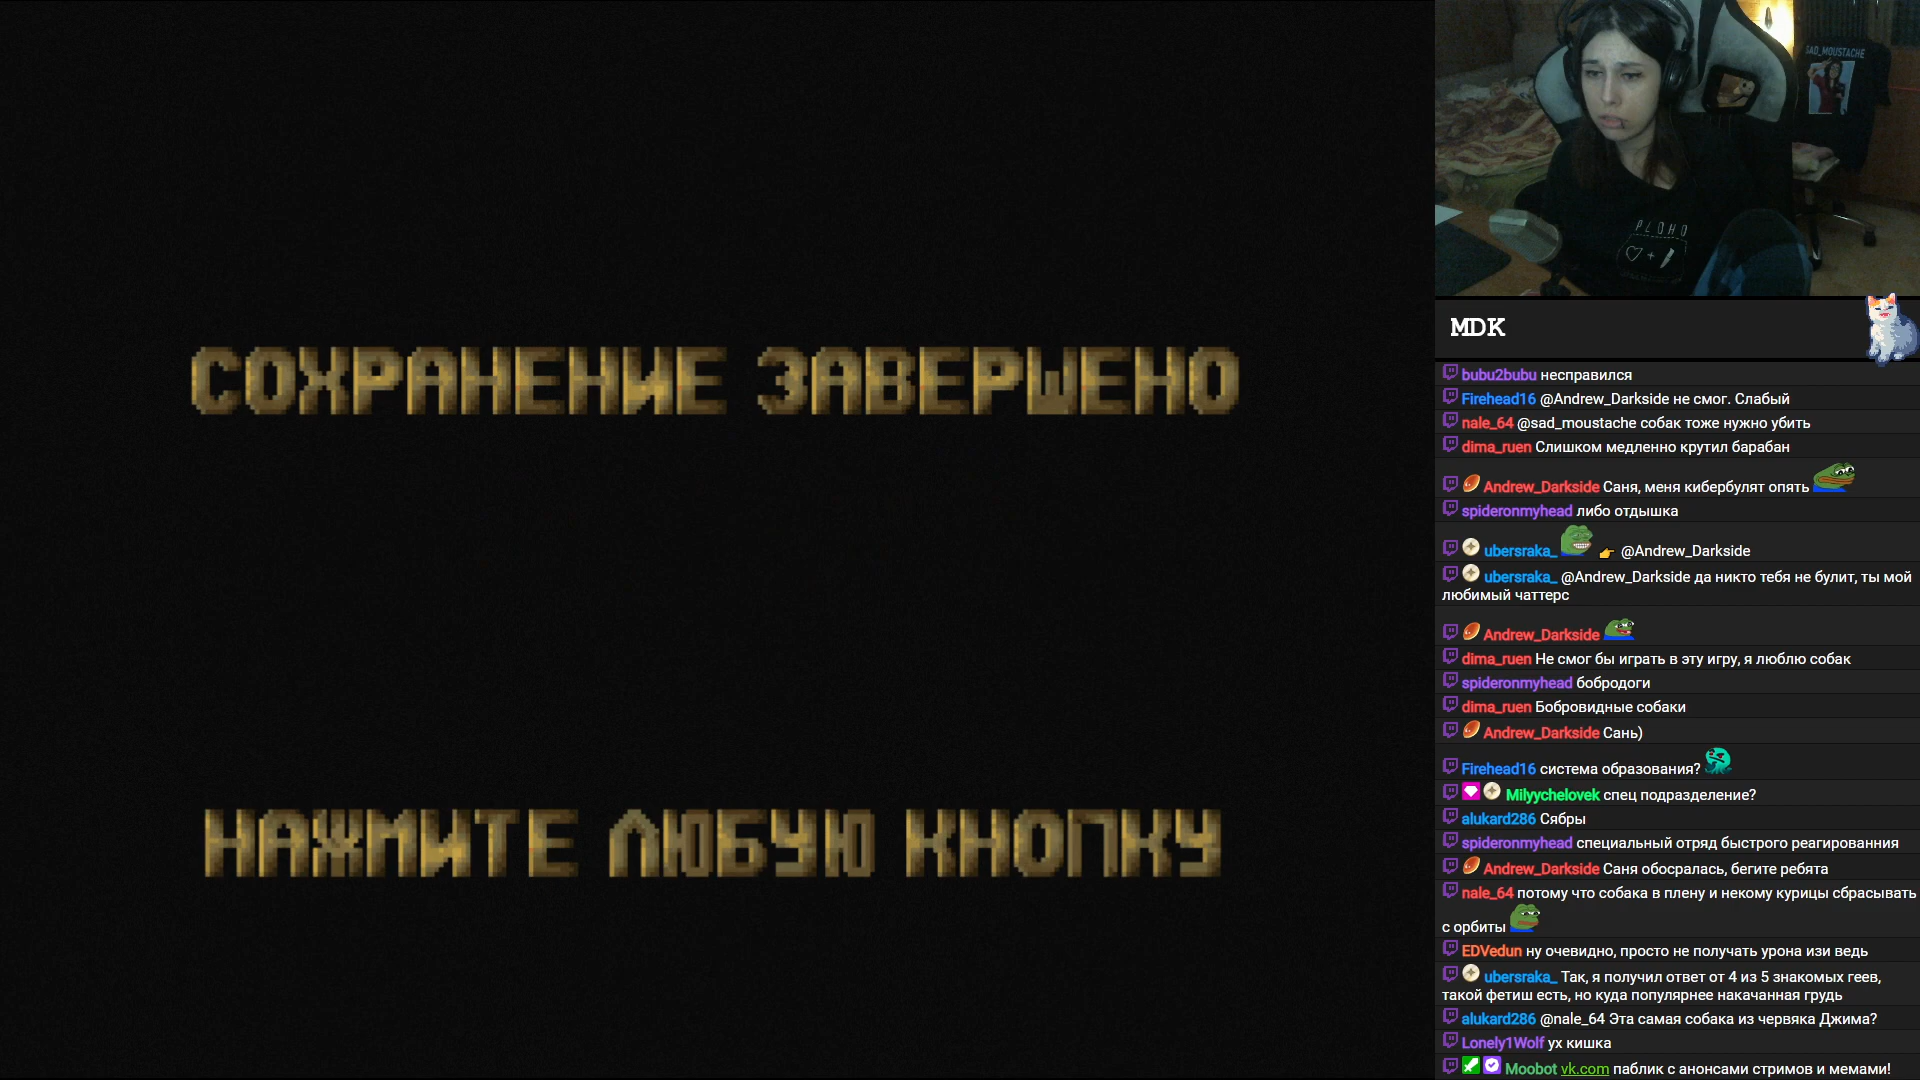 СОХРАНЕНИЕ ЗАВЕРШЕНО
НАЖМИТЕ ЛЮБУЮ КНОПКУ
SAD_MOUSTACHE
PLOHO
MDK
bubu2bubu несправился
Firehead16 @Andrew_Darkside не смог. Слабый
nale_64 @sad_moustache собак тоже нужно убить
dima_ruen Слишком медленно крутил барабан
Andrew_Darkside Саня, меня кибербулят опять
spideronmyhead либо отдышка
ubersraka_ @Andrew_Darkside
ubersraka_ @Andrew_Darkside да никто тебя не булит, ты мой
любимый чаттерс
Andrew_Darkside
dima_ruen Не смог бы играть в эту игру, я люблю собак
spideronmyhead бобродоги
dima_ruen Бобровидные собаки
Andrew_Darkside Сань)
Firehead16 система образования?
Milyychelovek спец подразделение?
alukard286 Сябры
spideronmyhead специальный отряд быстрого реагированния
Andrew_Darkside Саня обосралась, бегите ребята
nale_64 потому что собака в плену и некому курицы сбрасывать
с орбиты
EDVedun ну очевидно, просто не получать урона изи ведь
ubersraka_ Так, я получил ответ от 4 из 5 знакомых геев,
такой фетиш есть, но куда популярнее накачанная грудь
alukard286 @nale_64 Эта самая собака из червяка Джима?
Lonely1Wolf ух кишка
Moobot vk.com паблик с анонсами стримов и мемами!